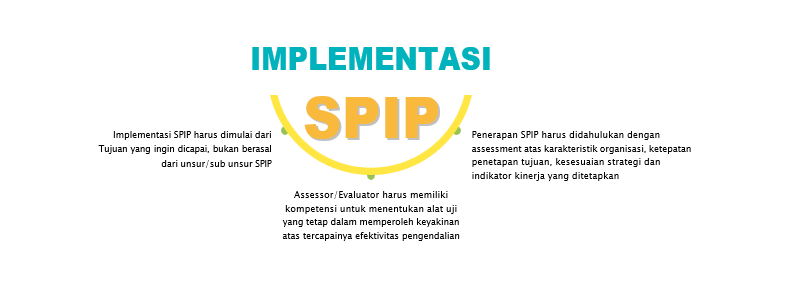 IMPLEMENTASI
SPIP
Implementasi SPIP harus dimulai dari
Tujuan yang ingin dicapai, bukan berasal
dari unsur/sub unsur SPIP
Assessor/Evaluator harus memiliki
kompetensi untuk menentukan alat uji
yang tetap dalam memperoleh keyakinan
atas tercapainya efektivitas pengendalian
Penerapan SPIP harus didahulukan dengan
assessment atas karakteristik organisasi, ketepatan
penetapan tujuan, kesesuaian strategi dan
indikator kinerja yang ditetapkan